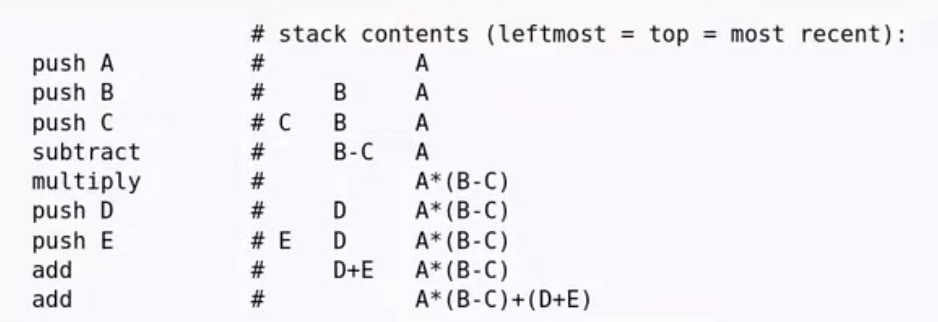 # stack contents (leftmost = top = most recent):
push A # A
push B # B A
push C # C B A
subtract # B-C A
multiply # A*(B-C)
push D # D A*(B-C)
push E # E D A*(B-C)
add # D+E A*(B-C)
add # A*(B-C)+(D+E)